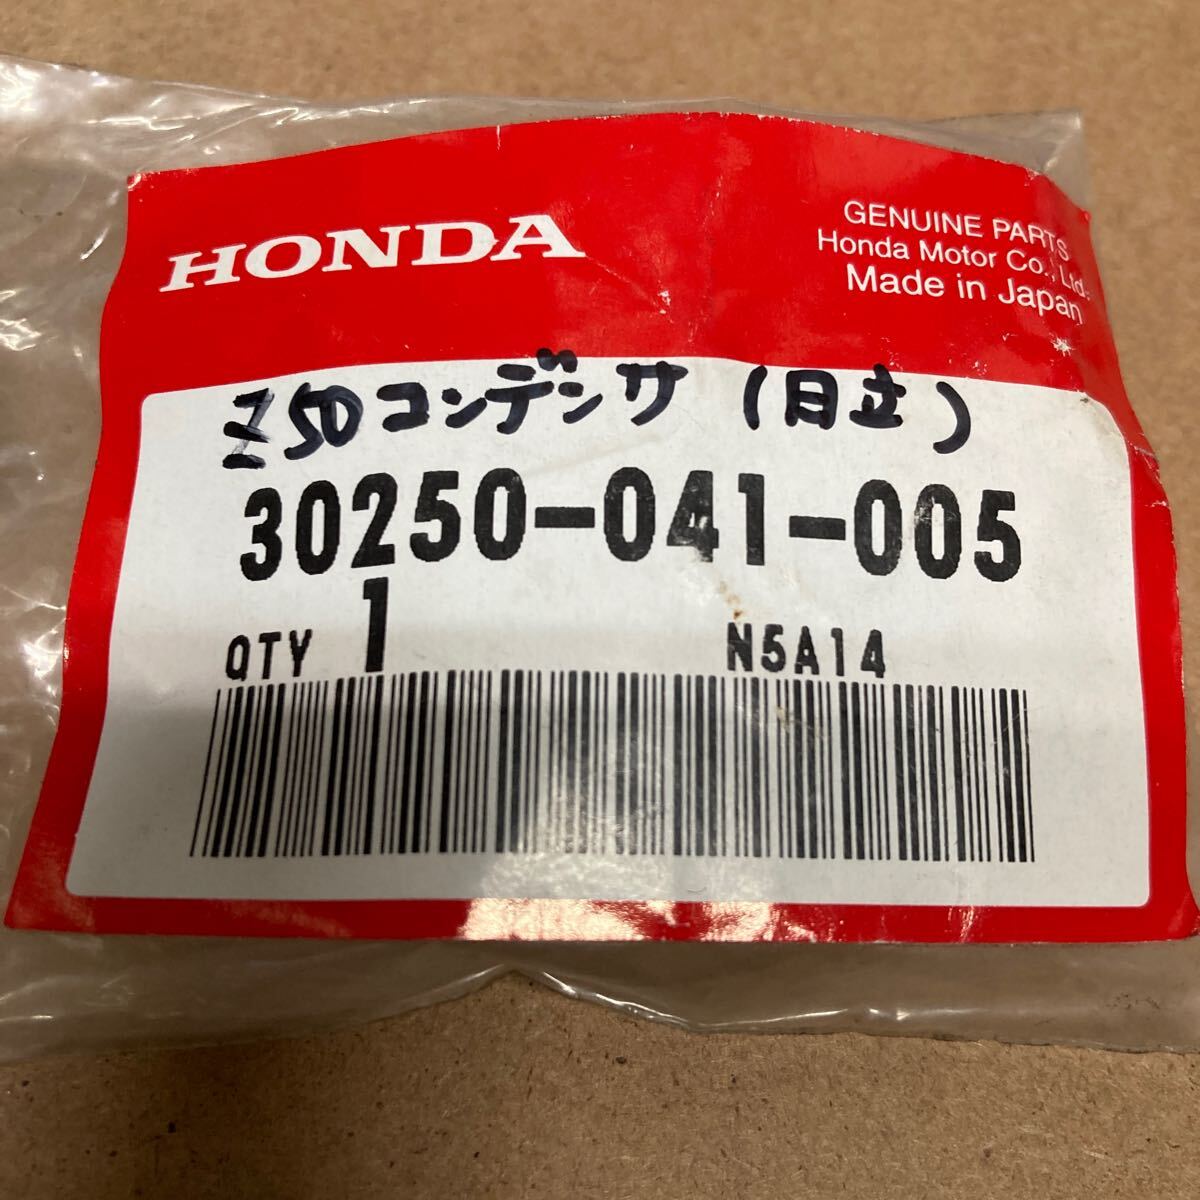 HONDA
GENUINE PARTS
Honda Motor Co., Ltd.
Made in Japan
Z50コンデンサ (日立)
30250-041-005
QTY 1
N5A14